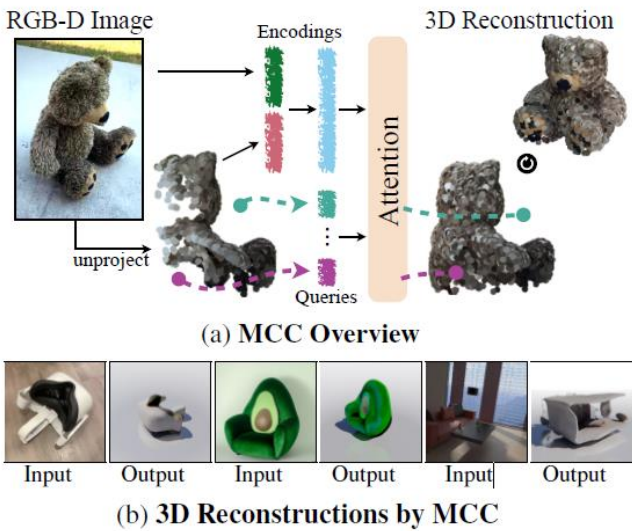 RGB-D Image
Encodings
3D Reconstruction
unproject
Attention
...
Queries
(a) MCC Overview
Input Output Input Output Input Output
(b) 3D Reconstructions by MCC